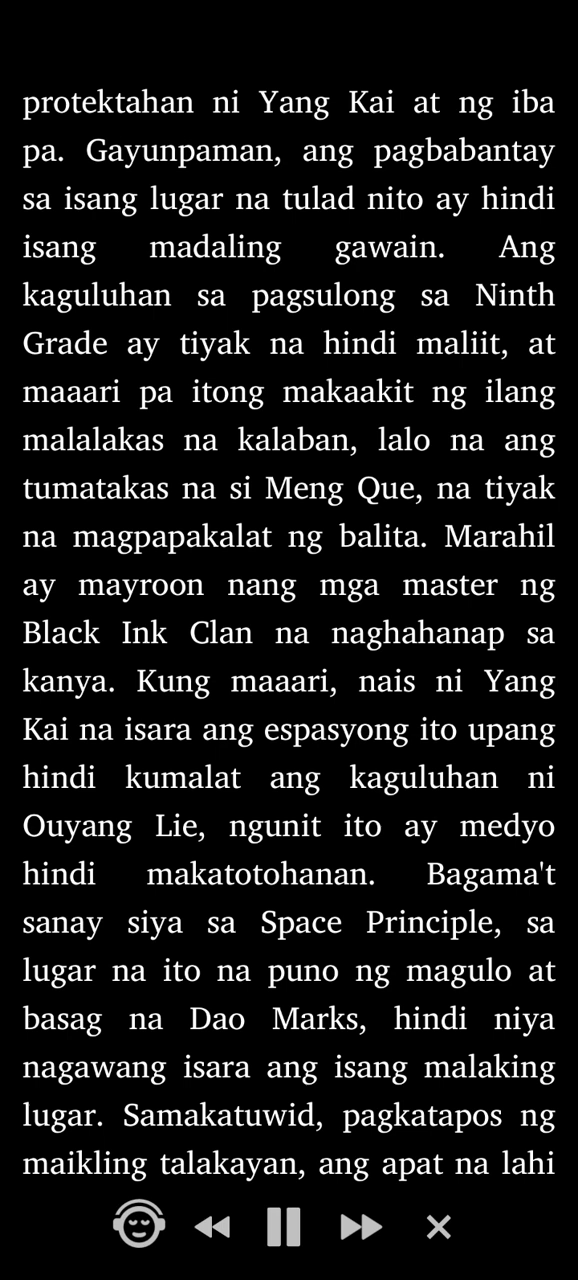 protektahan ni Yang Kai at ng iba
pa. Gayunpaman, ang pagbabantay
sa isang lugar na tulad nito ay hindi
isang madaling gawain. Ang
kaguluhan sa pagsulong sa Ninth
Grade ay tiyak na hindi maliit, at
maaari pa itong makaakit ng ilang
malalakas na kalaban, lalo na ang
tumatakas na si Meng Que, na tiyak
na magpapakalat ng balita. Marahil
ay mayroon nang mga master ng
Black Ink Clan na naghahanap sa
kanya. Kung maaari, nais ni Yang
Kai na isara ang espasyong ito upang
hindi kumalat ang kaguluhan ni
Ouyang Lie, ngunit ito ay medyo
hindi makatotohanan. Bagama't
sanay siya sa Space Principle, sa
lugar na ito na puno ng magulo at
basag na Dao Marks, hindi niya
nagawang isara ang isang malaking
lugar. Samakatuwid, pagkatapos ng
maikling talakayan, ang apat na lahi